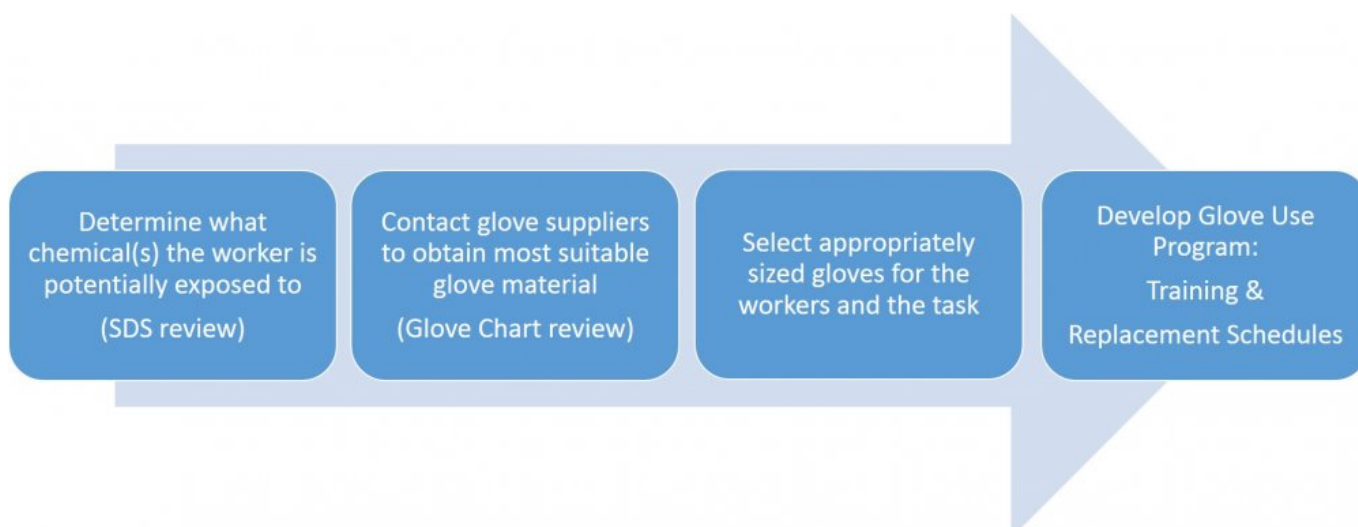 Determine what
chemical(s) the worker is
potentially exposed to
(SDS review)
Contact glove suppliers
to obtain most suitable
glove material
(Glove Chart review)
Select appropriately
sized gloves for the
workers and the task
Develop Glove Use
Program:
Training &
Replacement Schedules